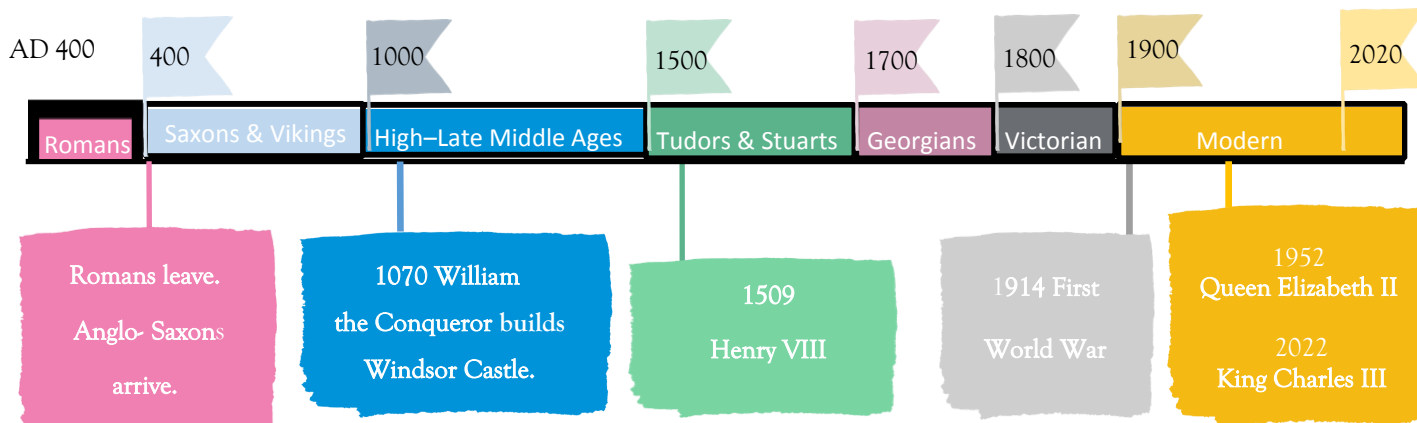 AD 400
400
1000
1500
1700
1800
1900
2020
Romans
Saxons & Vikings
High–Late Middle Ages
Tudors & Stuarts
Georgians
Victorian
Modern
Romans leave.
Anglo- Saxons
arrive.
1070 William
the Conqueror builds
Windsor Castle.
1509
Henry VIII
1914 First
World War
1952
Queen Elizabeth II
2022
King Charles III